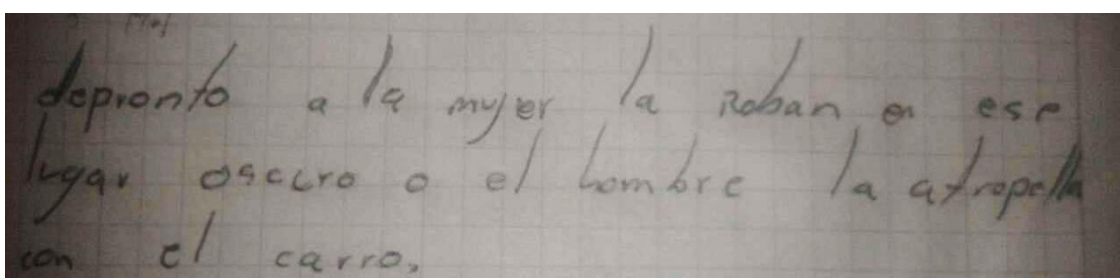 depronto a la mujer la Roban en ese
lugar oscuro o el hombre la atropella
con el carro.